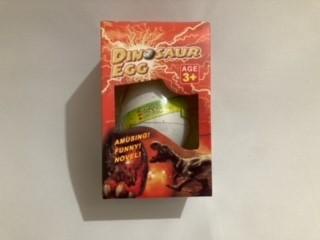 DINOSAUR
EGG
AGE
3+
AMUSING!
FUNNY!
NOVEL!